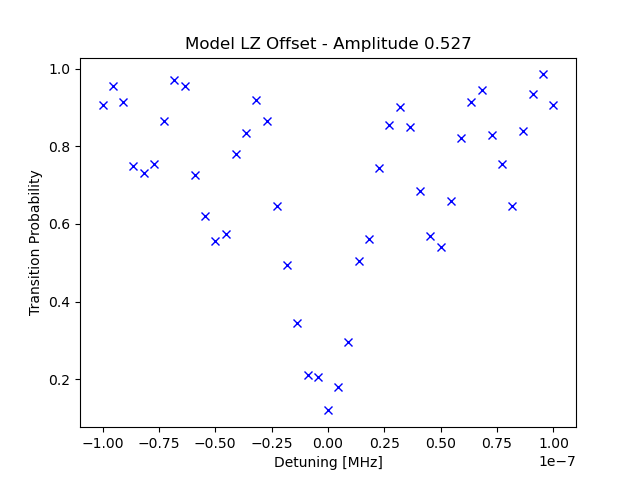 Model LZ Offset - Amplitude 0.527
Transition Probability
1.0
0.8
0.6
0.4
0.2
−1.00 −0.75 −0.50 −0.25 0.00 0.25 0.50 0.75 1.00
1e−7
Detuning [MHz]